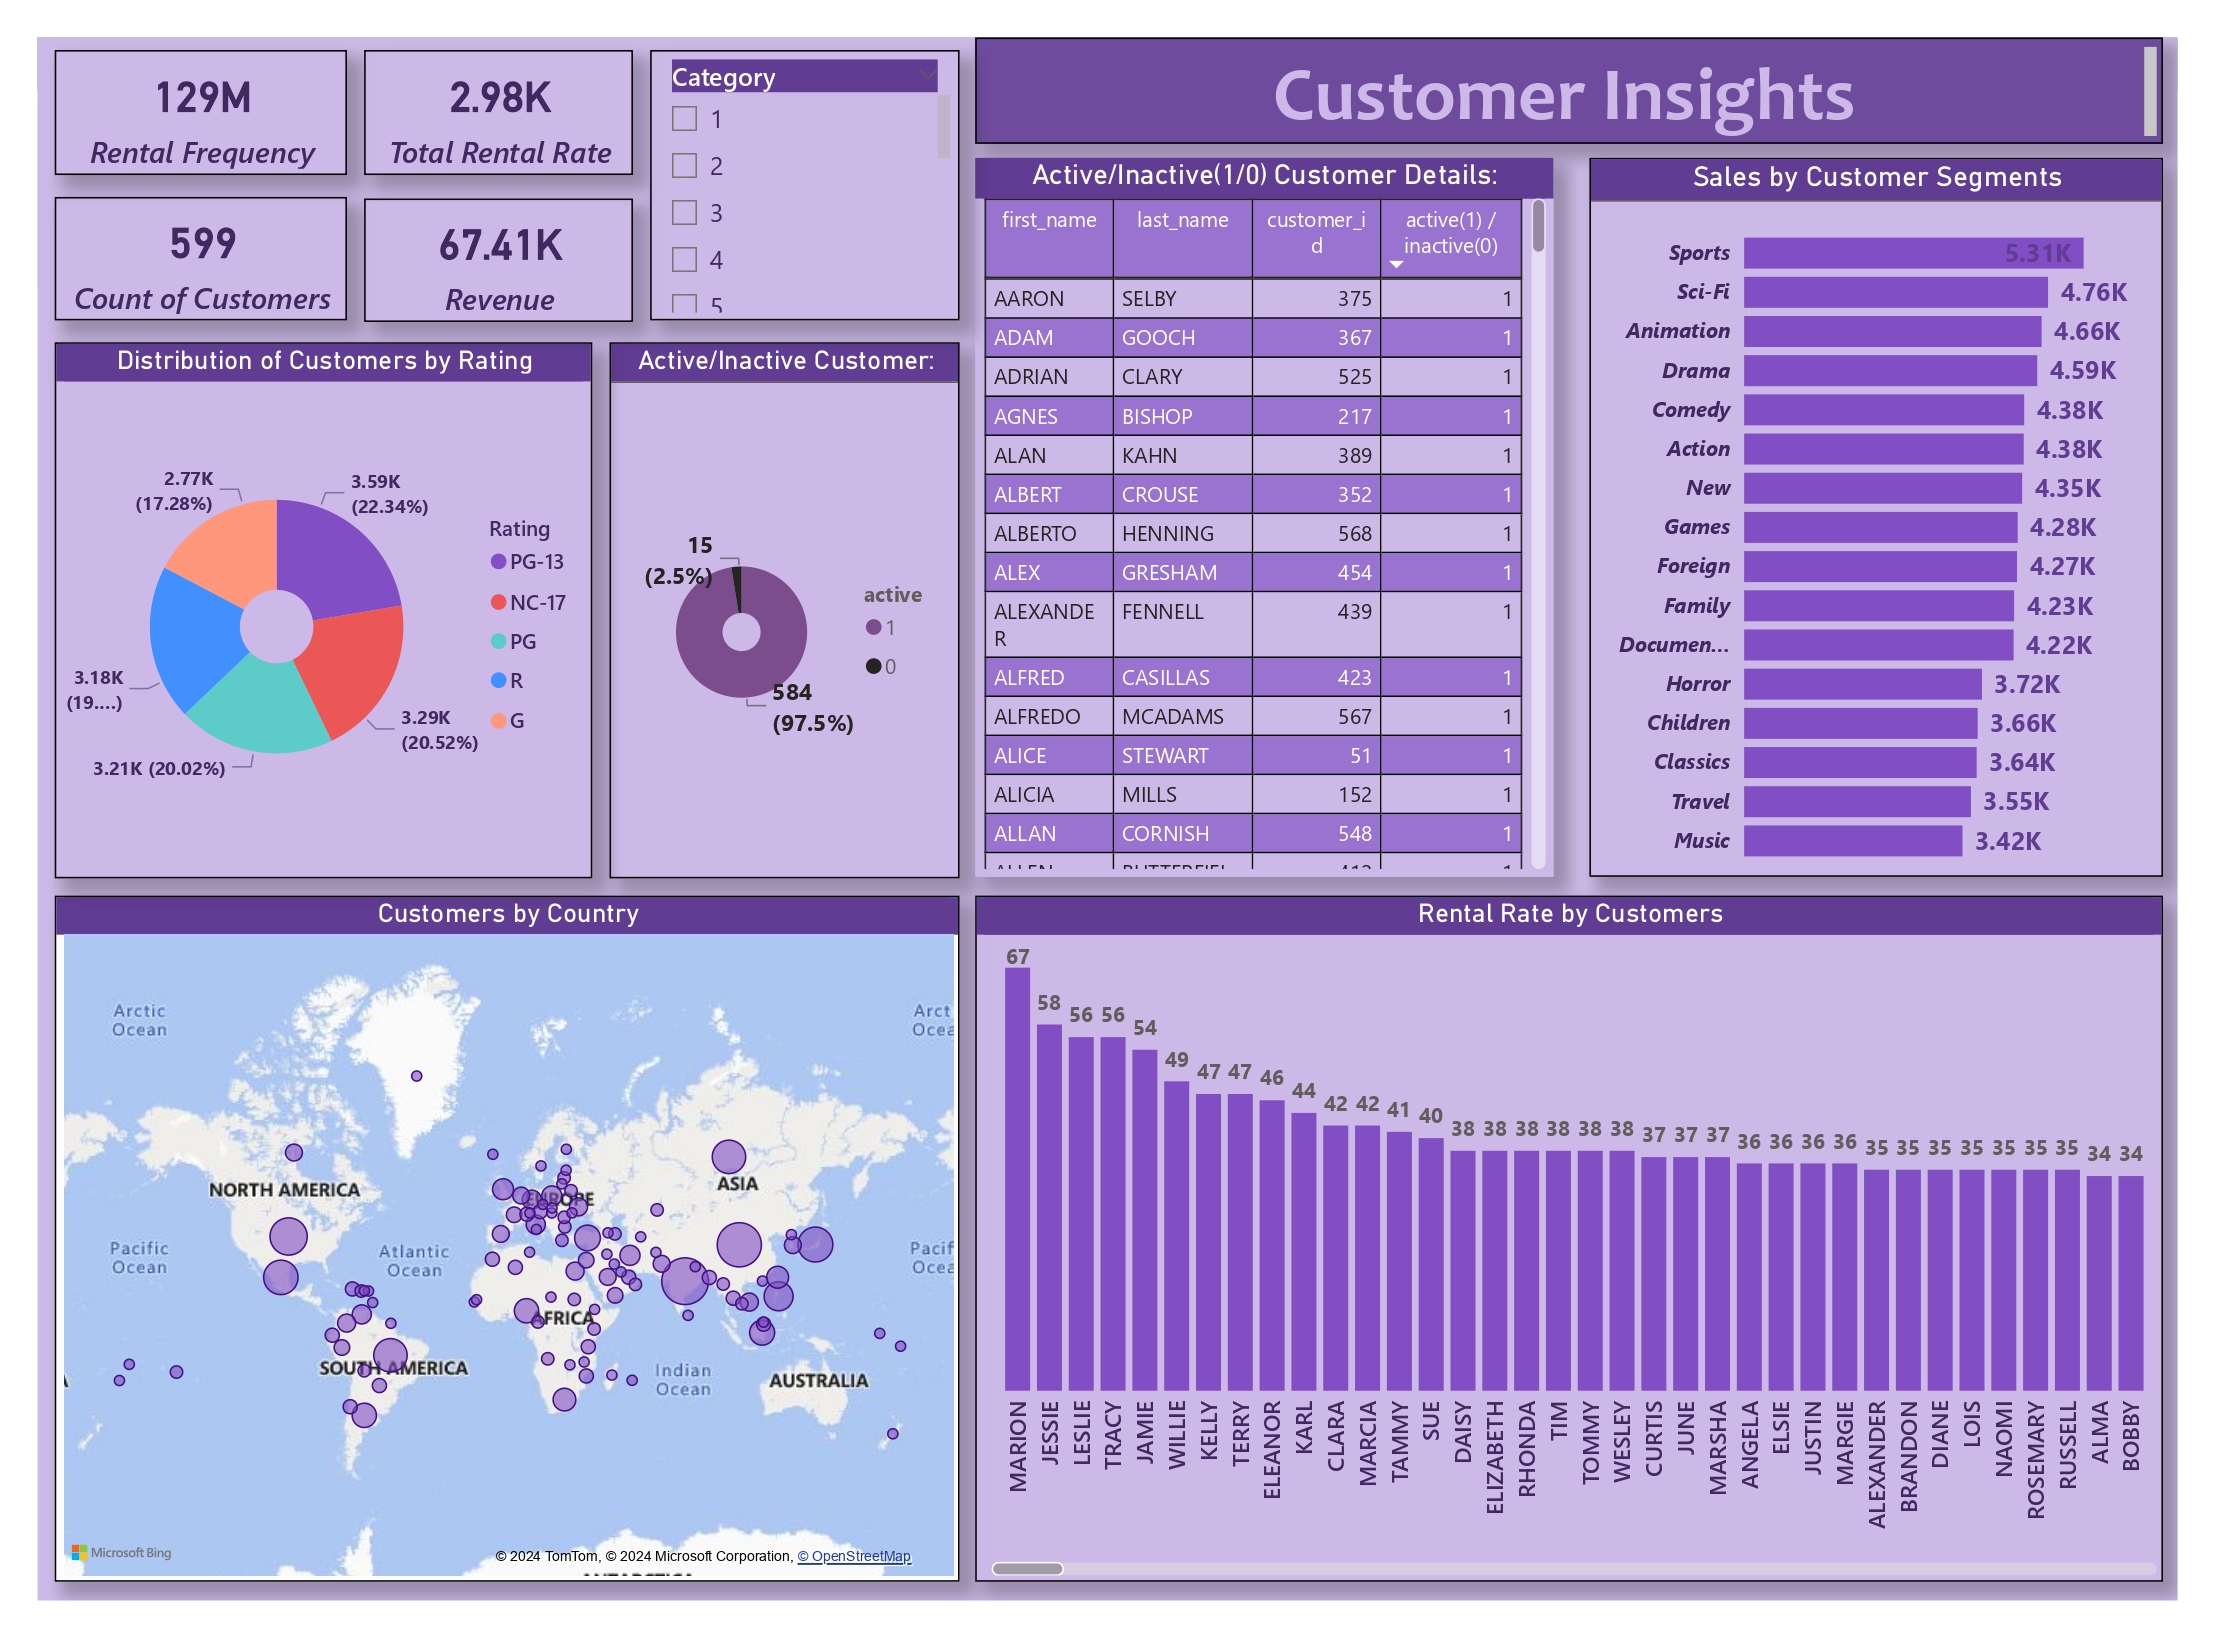 129M
Rental Frequency
2.98K
Total Rental Rate
599
Count of Customers
67.41K
Revenue
Category
1
2
3
4
5
Customer Insights
Distribution of Customers by Rating
2.77K
(17.28%)
3.59K
(22.34%)
3.18K
(19....)
3.29K
(20.52%)
3.21K (20.02%)
Rating
PG-13
NC-17
PG
R
G
Active/Inactive Customer:
15
(2.5%)
584
(97.5%)
active
1
0
Active/Inactive(1/0) Customer Details:
first_name last_name customer_i active(1) /
d inactive(0)
AARON SELBY 375 1
ADAM GOOCH 367 1
ADRIAN CLARY 525 1
AGNES BISHOP 217 1
ALAN KAHN 389 1
ALBERT CROUSE 352 1
ALBERTO HENNING 568 1
ALEX GRESHAM 454 1
ALEXANDE FENNELL 439 1
R
ALFRED CASILLAS 423 1
ALFREDO MCADAMS 567 1
ALICE STEWART 51 1
ALICIA MILLS 152 1
ALLAN CORNISH 548 1
Sales by Customer Segments
Sports 5.31K
Sci-Fi 4.76K
Animation 4.66K
Drama 4.59K
Comedy 4.38K
Action 4.38K
New 4.35K
Games 4.28K
Foreign 4.27K
Family 4.23K
Documen... 4.22K
Horror 3.72K
Children 3.66K
Classics 3.64K
Travel 3.55K
Music 3.42K
Customers by Country
Arctic
Ocean
Arct
Ocea
NORTH AMERICA
EUROPE
ASIA
Pacific
Ocean
Atlantic
Ocean
Pacif
Ocea
AFRICA
SOUTH AMERICA
Indian
Ocean
AUSTRALIA
Microsoft Bing
© 2024 TomTom, © 2024 Microsoft Corporation, © OpenStreetMap
Rental Rate by Customers
67 58 56 56 54 49 47 47 46 44 42 42 41 40 38 38 38 38 38 38 37 37 37 36 36 36 36 35 35 35 35 35 35 35 34 34
MARION
JESSIE
LESLIE
TRACY
JAMIE
WILLIE
KELLY
TERRY
ELEANOR
KARL
CLARA
MARCIA
TAMMY
SUE
DAISY
ELIZABETH
RHONDA
TIM
TOMMY
WESLEY
CURTIS
JUNE
MARSHA
ANGELA
ELSIE
JUSTIN
MARGIE
ALEXANDER
BRANDON
DIANE
LOIS
NAOMI
ROSEMARY
RUSSELL
ALMA
BOBBY